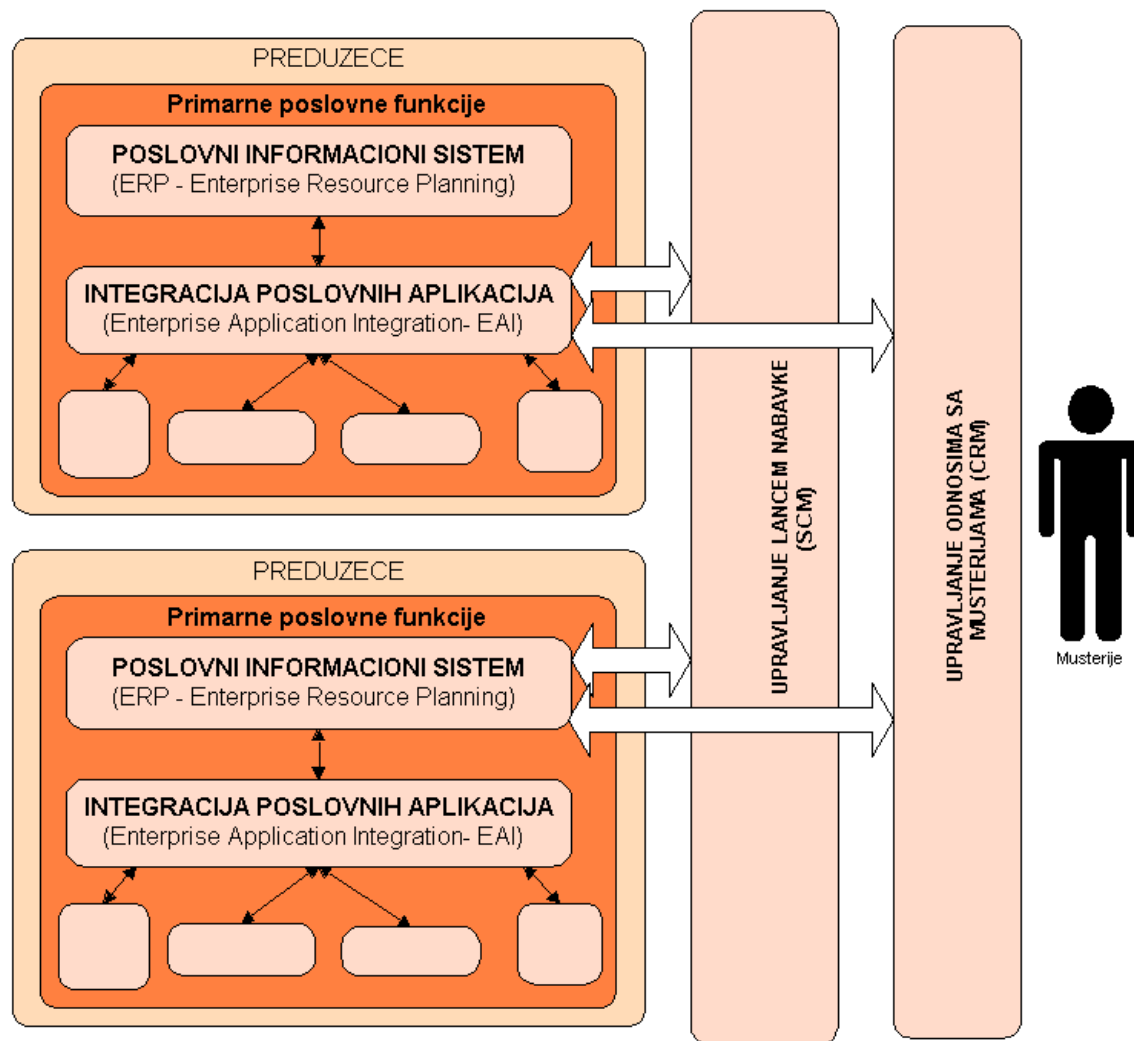 PREDUZECE
Primarne poslovne funkcije
POSLOVNI INFORMACIONI SISTEM
(ERP - Enterprise Resource Planning)
INTEGRACIJA POSLOVNIH APLIKACIJA
(Enterprise Application Integration- EAI)
PREDUZECE
Primarne poslovne funkcije
POSLOVNI INFORMACIONI SISTEM
(ERP - Enterprise Resource Planning)
INTEGRACIJA POSLOVNIH APLIKACIJA
(Enterprise Application Integration- EAI)
UPRAVLJANJE LANCEM NABAVKE
(SCM)
UPRAVLJANJE ODNOSIMA SA
MUSTERIJAMA (CRM)
Musterije